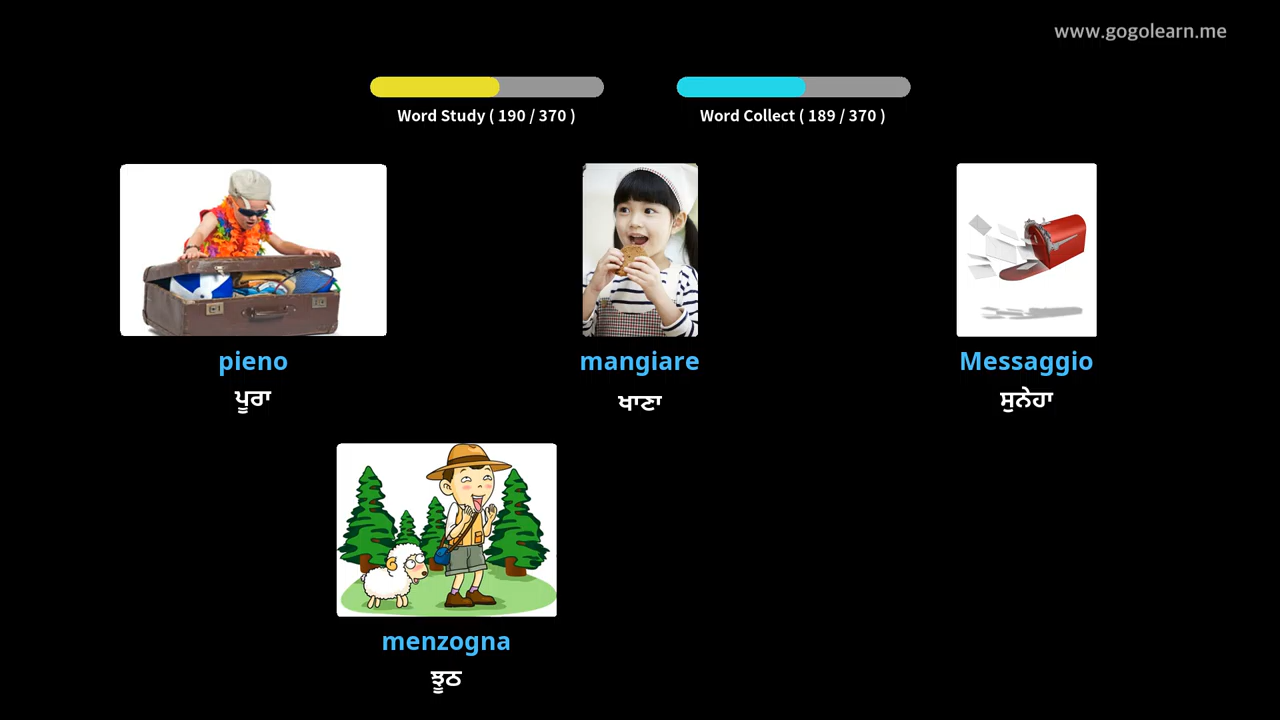 www.gogolearn.me
Word Study ( 190 / 370 )
Word Collect ( 189 / 370 )
pieno
ਪੂਰਾ
mangiare
ਖਾਣਾ
Messaggio
ਸੁਨੇਹਾ
menzogna
ਝੂਠ